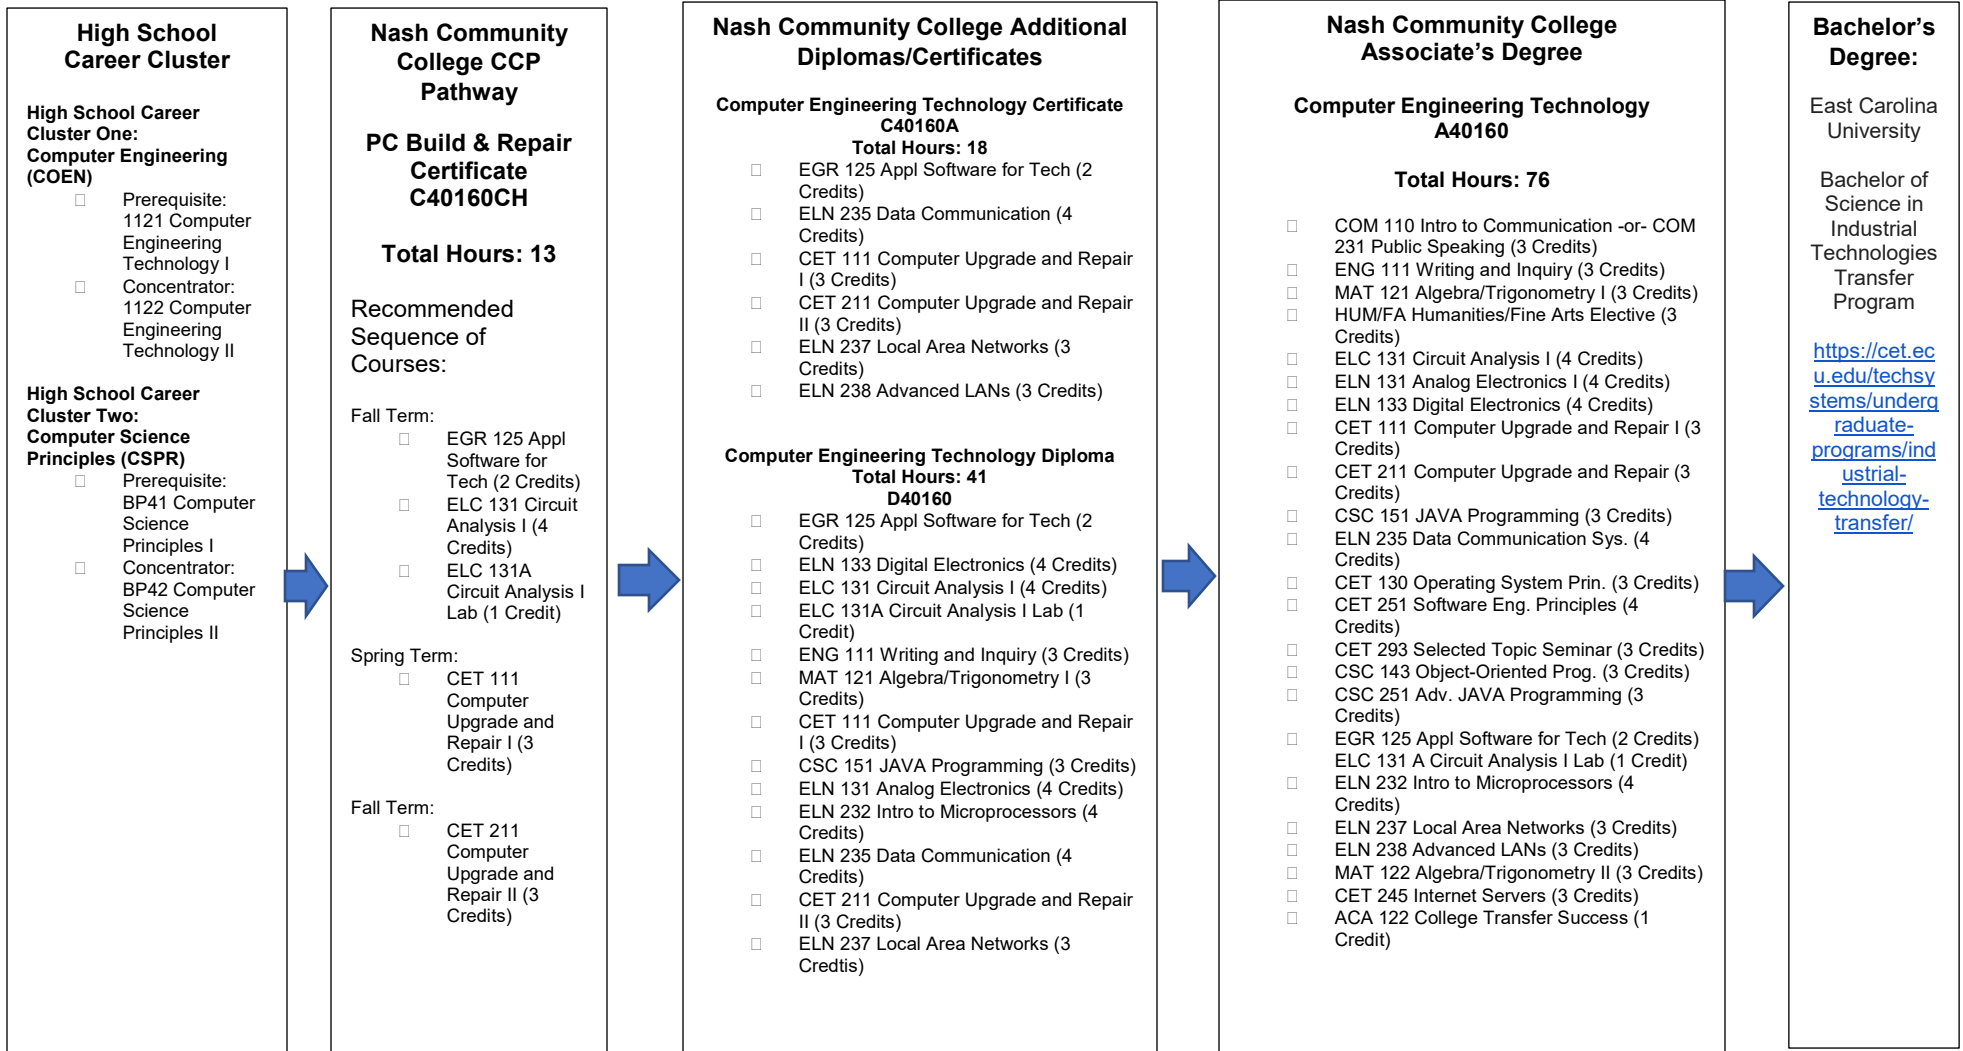 High School
Career Cluster
High School Career
Cluster One:
Computer Engineering
(COEN)
Prerequisite:
1121 Computer
Engineering
Technology I
Concentrator:
1122 Computer
Engineering
Technology II
High School Career
Cluster Two:
Computer Science
Principles (CSPR)
Prerequisite:
BP41 Computer
Science
Principles I
Concentrator:
BP42 Computer
Science
Principles II
Nash Community
College CCP
Pathway
PC Build & Repair
Certificate
C40160CH
Total Hours: 13
Recommended
Sequence of
Courses:
Fall Term:
EGR 125 Appl
Software for
Tech (2 Credits)
ELC 131 Circuit
Analysis I (4
Credits)
ELC 131A
Circuit Analysis I
Lab (1 Credit)
Spring Term:
CET 111
Computer
Upgrade and
Repair I (3
Credits)
Fall Term:
CET 211
Computer
Upgrade and
Repair II (3
Credits)
Nash Community College Additional
Diplomas/Certificates
Computer Engineering Technology Certificate
C40160A
Total Hours: 18
EGR 125 Appl Software for Tech (2
Credits)
ELN 235 Data Communication (4
Credits)
CET 111 Computer Upgrade and Repair
I (3 Credits)
CET 211 Computer Upgrade and Repair
II (3 Credits)
ELN 237 Local Area Networks (3
Credits)
ELN 238 Advanced LANs (3 Credits)
Computer Engineering Technology Diploma
Total Hours: 41
D40160
EGR 125 Appl Software for Tech (2
Credits)
ELN 133 Digital Electronics (4 Credits)
ELC 131 Circuit Analysis I (4 Credits)
ELC 131A Circuit Analysis I Lab (1
Credit)
ENG 111 Writing and Inquiry (3 Credits)
MAT 121 Algebra/Trigonometry I (3
Credits)
CET 111 Computer Upgrade and Repair
I (3 Credits)
CSC 151 JAVA Programming (3 Credits)
ELN 131 Analog Electronics (4 Credits)
ELN 232 Intro to Microprocessors (4
Credits)
ELN 235 Data Communication (4
Credits)
CET 211 Computer Upgrade and Repair
II (3 Credits)
ELN 237 Local Area Networks (3
Credtis)
Nash Community College
Associate's Degree
Computer Engineering Technology
A40160
Total Hours: 76
COM 110 Intro to Communication -or- COM
231 Public Speaking (3 Credits)
ENG 111 Writing and Inquiry (3 Credits)
MAT 121 Algebra/Trigonometry I (3 Credits)
HUM/FA Humanities/Fine Arts Elective (3
Credits)
ELC 131 Circuit Analysis I (4 Credits)
ELN 131 Analog Electronics I (4 Credits)
ELN 133 Digital Electronics (4 Credits)
CET 111 Computer Upgrade and Repair I (3
Credits)
CET 211 Computer Upgrade and Repair (3
Credits)
CSC 151 JAVA Programming (3 Credits)
ELN 235 Data Communication Sys. (4
Credits)
CET 130 Operating System Prin. (3 Credits)
CET 251 Software Eng. Principles (4
Credits)
CET 293 Selected Topic Seminar (3 Credits)
CSC 143 Object-Oriented Prog. (3 Credits)
CSC 251 Adv. JAVA Programming (3
Credits)
EGR 125 Appl Software for Tech (2 Credits)
ELC 131 A Circuit Analysis I Lab (1 Credit)
ELN 232 Intro to Microprocessors (4
Credits)
ELN 237 Local Area Networks (3 Credits)
ELN 238 Advanced LANs (3 Credits)
MAT 122 Algebra/Trigonometry II (3 Credits)
CET 245 Internet Servers (3 Credits)
ACA 122 College Transfer Success (1
Credit)
Bachelor's
Degree:
East Carolina
University
Bachelor of
Science in
Industrial
Technologies
Transfer
Program
https://cet.ec
u.edu/techsy
stems/underg
raduate-
programs/ind
ustrial-
technology-
transfer/